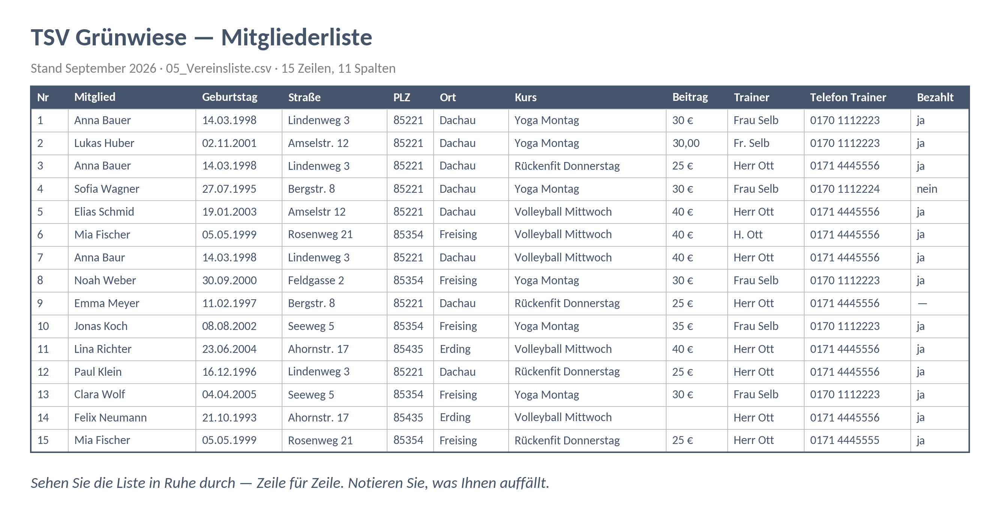 TSV Grünwiese — Mitgliederliste
Stand September 2026 · 05_Vereinsliste.csv · 15 Zeilen, 11 Spalten
Nr Mitglied Geburtstag Straße PLZ Ort Kurs Beitrag Trainer Telefon Trainer Bezahlt
1 Anna Bauer 14.03.1998 Lindenweg 3 85221 Dachau Yoga Montag 30 € Frau Selb 0170 1112223 ja
2 Lukas Huber 02.11.2001 Amselstr. 12 85221 Dachau Yoga Montag 30,00 Fr. Selb 0170 1112223 ja
3 Anna Bauer 14.03.1998 Lindenweg 3 85221 Dachau Rückenfit Donnerstag 25 € Herr Ott 0171 4445556 ja
4 Sofia Wagner 27.07.1995 Bergstr. 8 85221 Dachau Yoga Montag 30 € Frau Selb 0170 1112224 nein
5 Elias Schmid 19.01.2003 Amselstr 12 85221 Dachau Volleyball Mittwoch 40 € Herr Ott 0171 4445556 ja
6 Mia Fischer 05.05.1999 Rosenweg 21 85354 Freising Volleyball Mittwoch 40 € H. Ott 0171 4445556 ja
7 Anna Baur 14.03.1998 Lindenweg 3 85221 Dachau Volleyball Mittwoch 40 € Herr Ott 0171 4445556 ja
8 Noah Weber 30.09.2000 Feldgasse 2 85354 Freising Yoga Montag 30 € Frau Selb 0170 1112223 ja
9 Emma Meyer 11.02.1997 Bergstr. 8 85221 Dachau Rückenfit Donnerstag 25 € Herr Ott 0171 4445556 —
10 Jonas Koch 08.08.2002 Seeweg 5 85354 Freising Yoga Montag 35 € Frau Selb 0170 1112223 ja
11 Lina Richter 23.06.2004 Ahornstr. 17 85435 Erding Volleyball Mittwoch 40 € Herr Ott 0171 4445556 ja
12 Paul Klein 16.12.1996 Lindenweg 3 85221 Dachau Rückenfit Donnerstag 25 € Herr Ott 0171 4445556 ja
13 Clara Wolf 04.04.2005 Seeweg 5 85354 Freising Yoga Montag 30 € Frau Selb 0170 1112223 ja
14 Felix Neumann 21.10.1993 Ahornstr. 17 85435 Erding Volleyball Mittwoch Herr Ott 0171 4445556 ja
15 Mia Fischer 05.05.1999 Rosenweg 21 85354 Freising Rückenfit Donnerstag 25 € Herr Ott 0171 4445555 ja
Sehen Sie die Liste in Ruhe durch — Zeile für Zeile. Notieren Sie, was Ihnen auffällt.